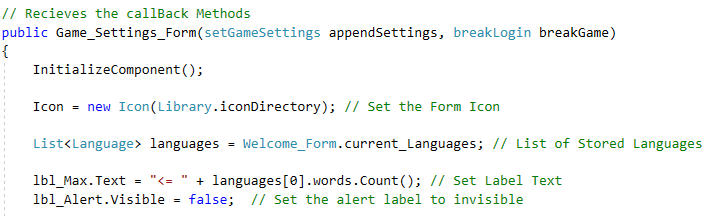 // Recieves the callBack Methods
public Game_Settings_Form(setGameSettings appendSettings, breakLogin breakGame)
{
InitializeComponent();
Icon = new Icon(Library.iconDirectory); // Set the Form Icon
List<Language> languages = Welcome_Form.current_Languages; // List of Stored Languages
lbl_Max.Text = "<= " + languages[0].words.Count(); // Set Label Text
lbl_Alert.Visible = false;  // Set the alert label to invisible